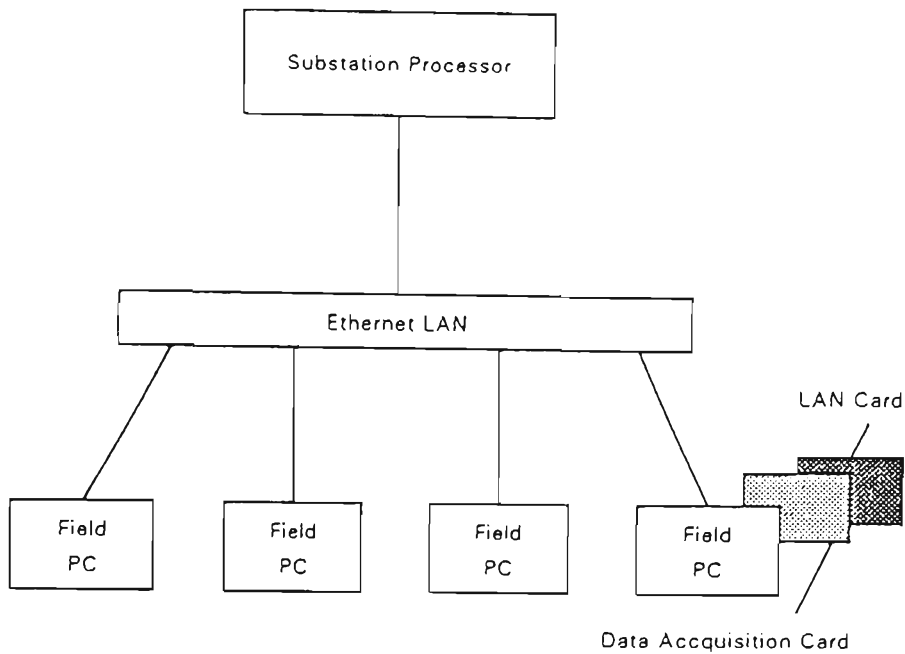 Substation Processor
Ethernet LAN
LAN Card
Field
PC
Field
PC
Field
PC
Field
PC
Data Accquisition Card